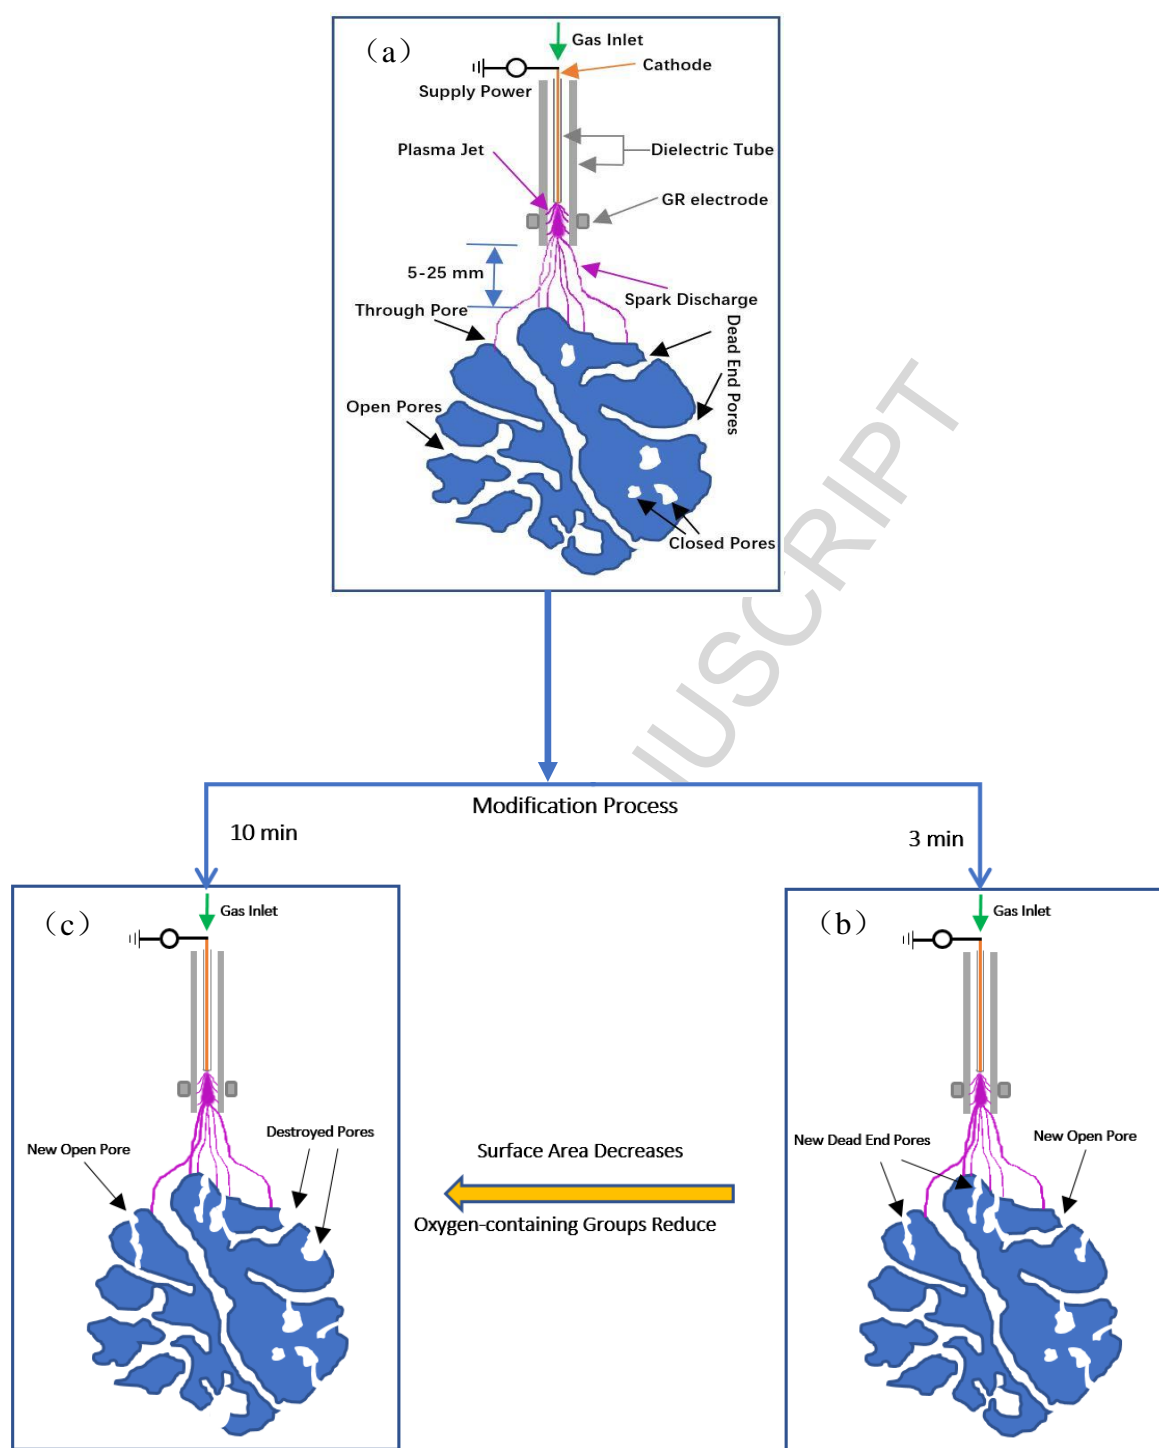 (a)
Gas Inlet
Cathode
Supply Power
Plasma Jet
Dielectric Tube
GR electrode
5-25 mm
Spark Discharge
Through Pore
Dead End Pores
Open Pores
Closed Pores
IUSCRIPT
Modification Process
10 min
3 min
(c)
Gas Inlet
(b)
Gas Inlet
New Open Pore
Destroyed Pores
Surface Area Decreases
Oxygen-containing Groups Reduce
New Dead End Pores
New Open Pore